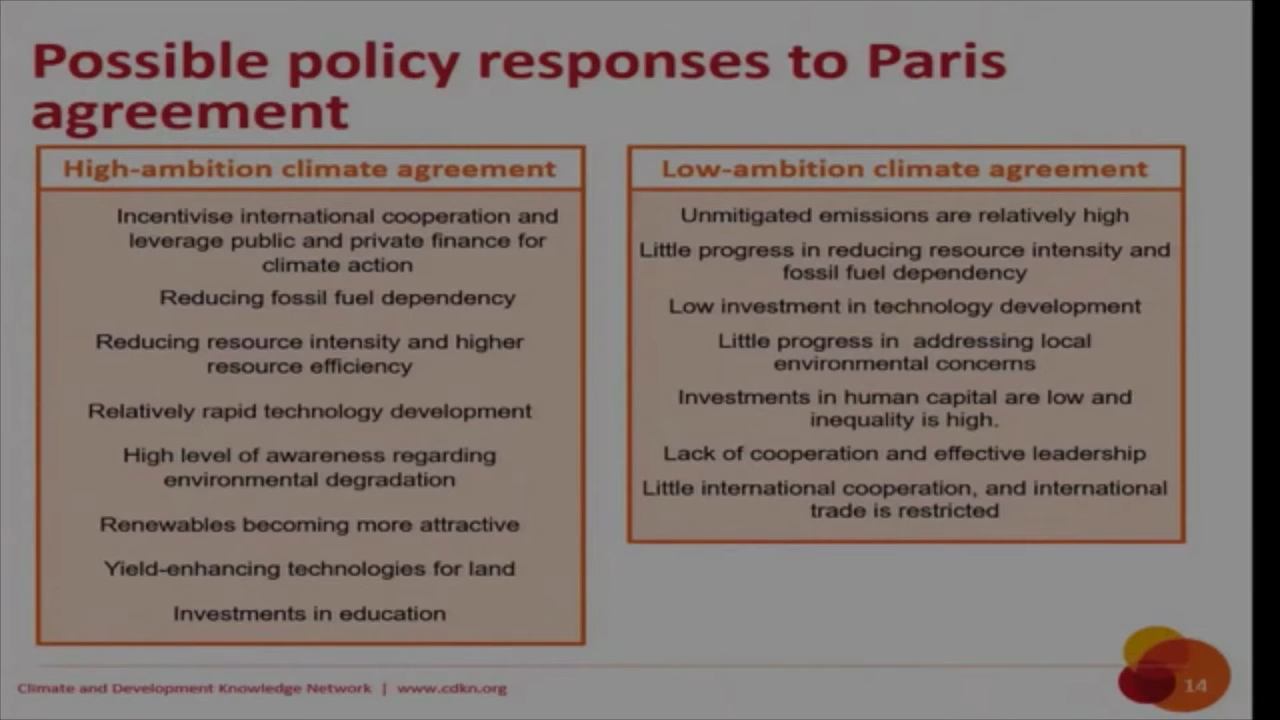 Possible policy responses to Paris
agreement
High-ambition climate agreement
Incentivise international cooperation and
leverage public and private finance for
climate action
Reducing fossil fuel dependency
Reducing resource intensity and higher
resource efficiency
Relatively rapid technology development
High level of awareness regarding
environmental degradation
Renewables becoming more attractive
Yield-enhancing technologies for land
Investments in education
Low-ambition climate agreement
Unmitigated emissions are relatively high
Little progress in reducing resource intensity and
fossil fuel dependency
Low investment in technology development
Little progress in addressing local
environmental concerns
Investments in human capital are low and
inequality is high.
Lack of cooperation and effective leadership
Little international cooperation, and international
trade is restricted
Climate and Development Knowledge Network | www.cdkn.org
14